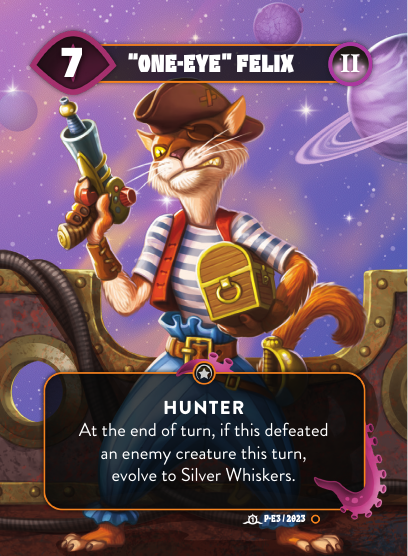 7
"ONE-EYE" FELIX
II
HUNTER
At the end of turn, if this defeated
an enemy creature this turn,
evolve to Silver Whiskers.
P-E3 / 2023